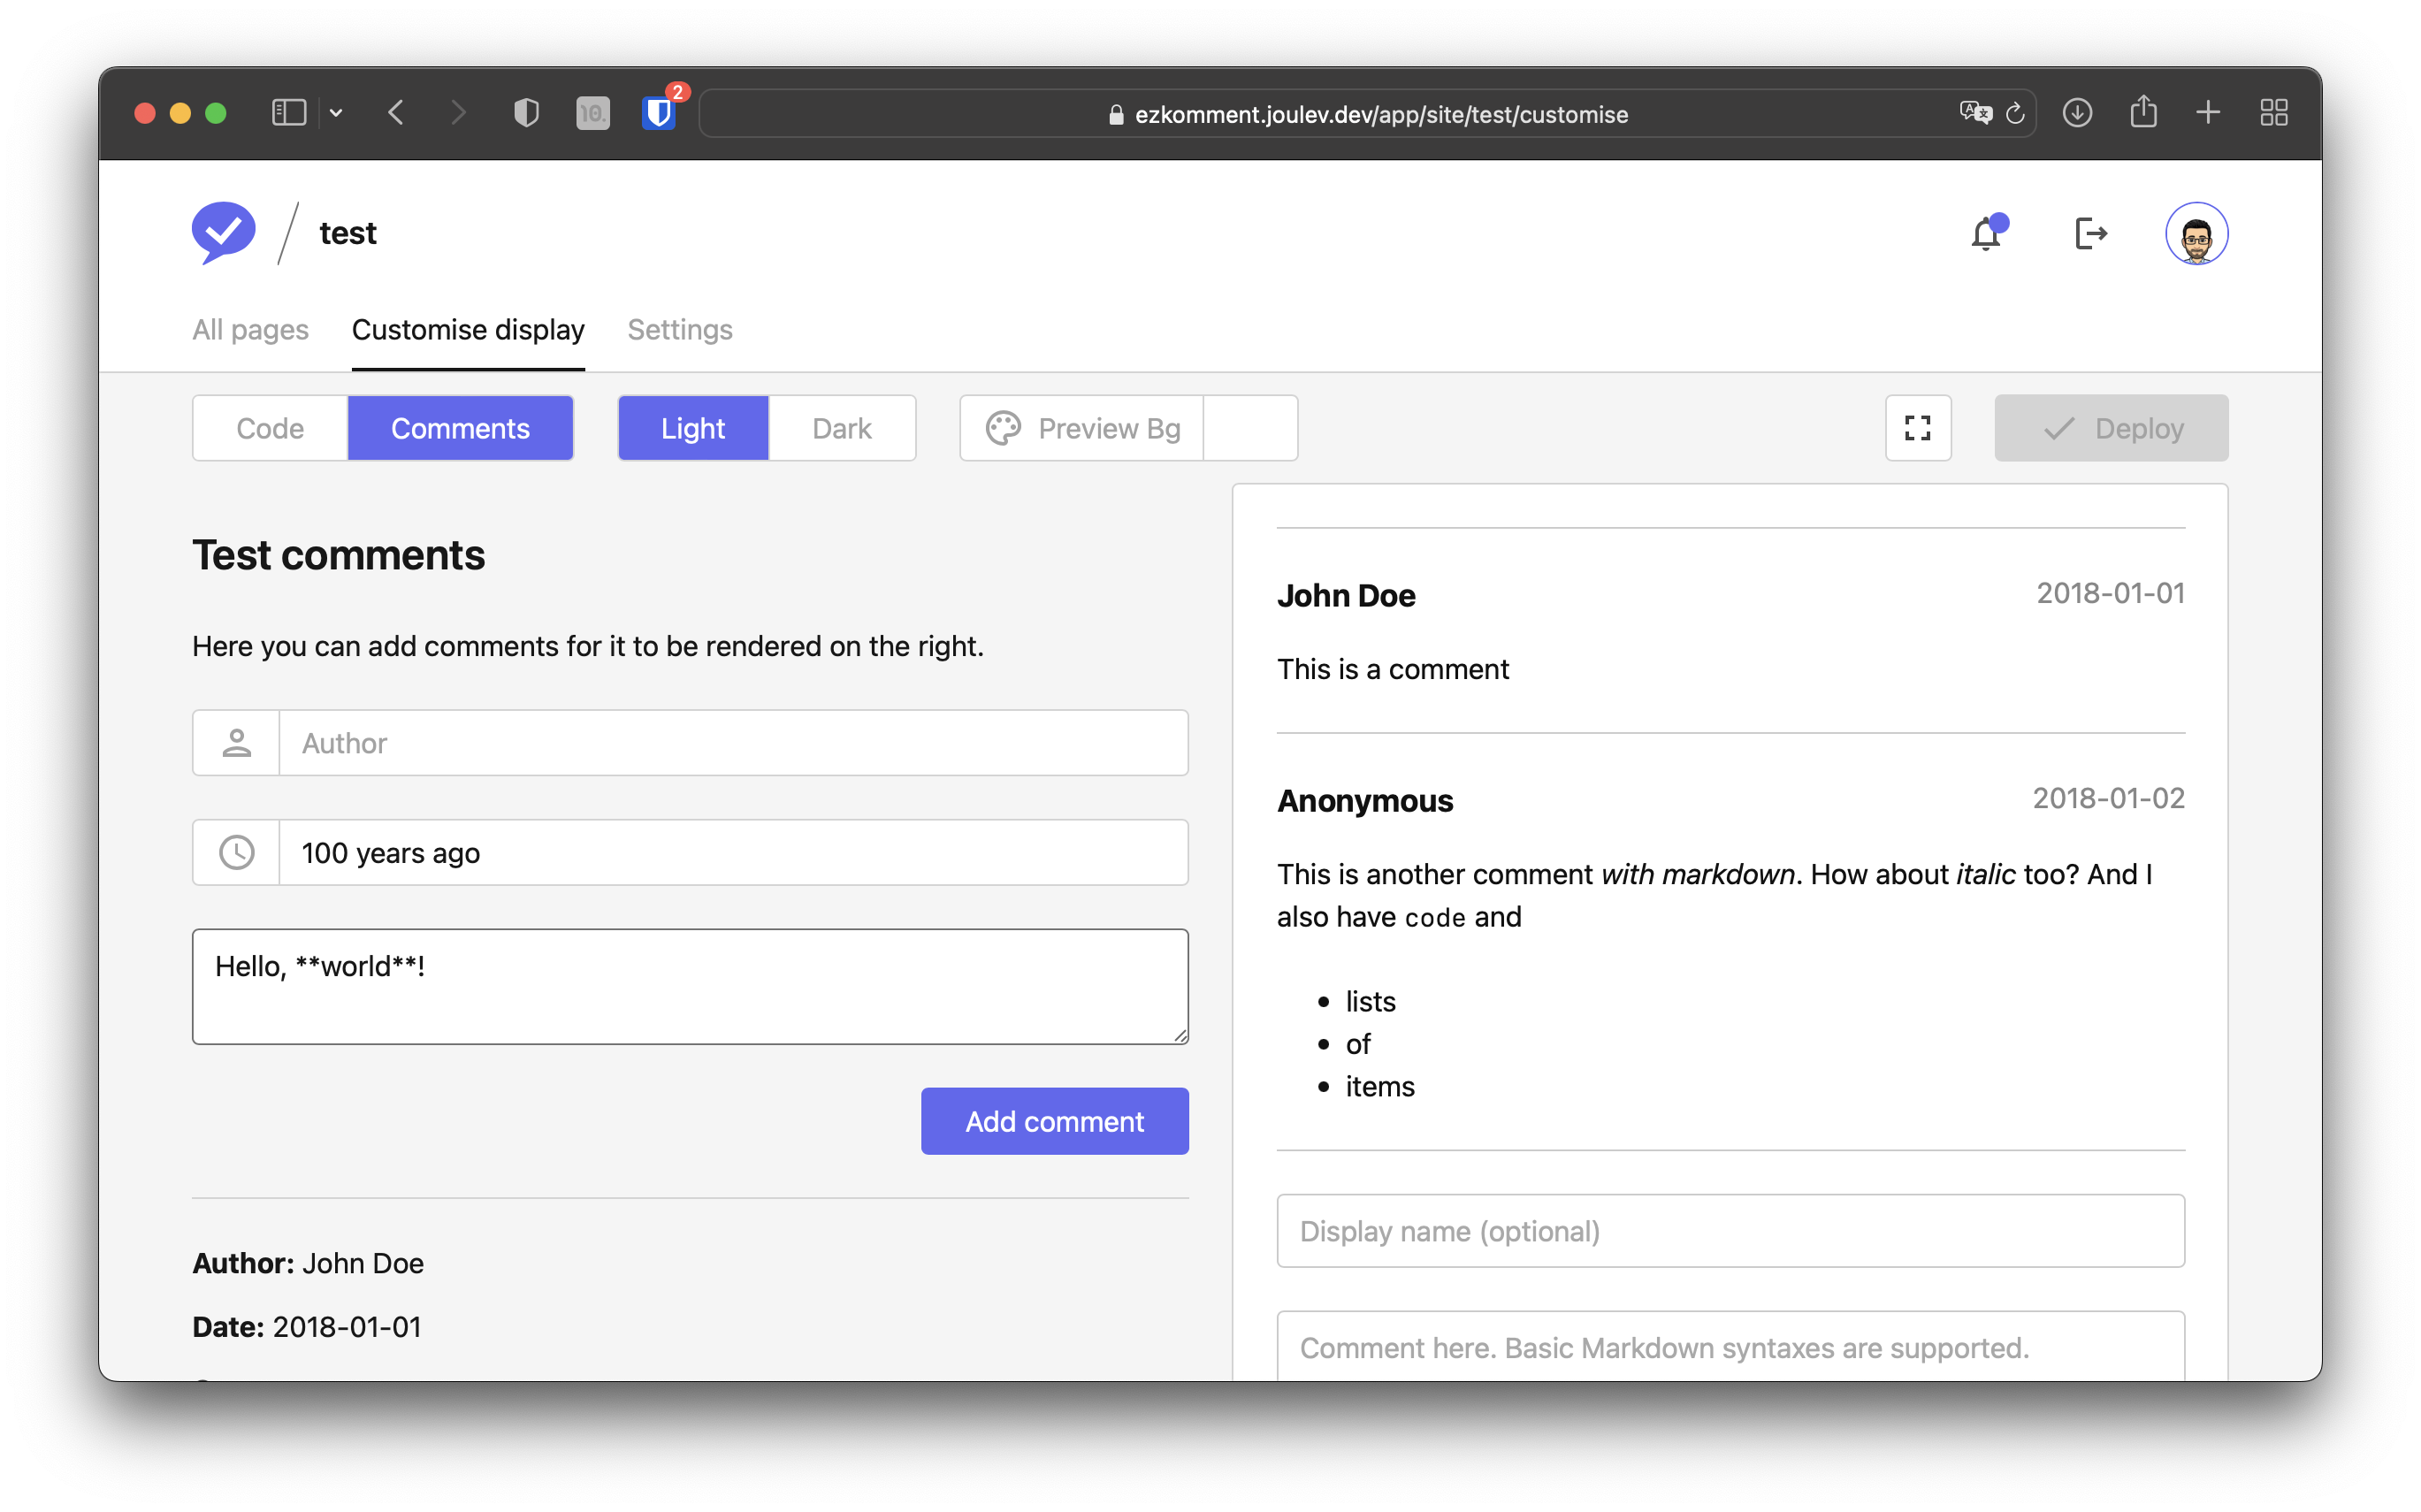 2
10.
ezkomment.joulev.dev/app/site/test/customise
test
All pages
Customise display
Settings
Code
Comments
Light
Dark
Preview Bg
Deploy
Test comments
Here you can add comments for it to be rendered on the right.
Author
100 years ago
Hello, **world**!
Add comment
Author: John Doe
Date: 2018-01-01
John Doe
2018-01-01
This is a comment
Anonymous
2018-01-02
This is another comment with markdown. How about italic too? And I
also have code and
• lists
• of
• items
Display name (optional)
Comment here. Basic Markdown syntaxes are supported.